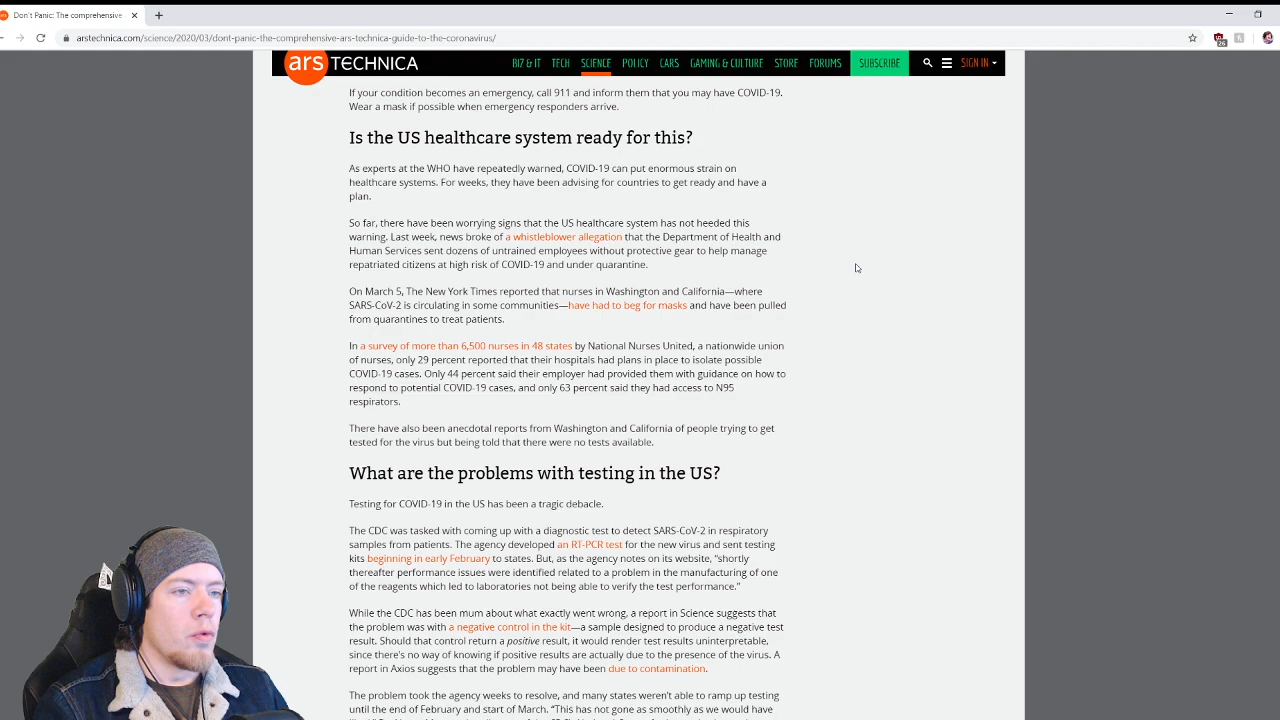 Don't Panic: The comprehensive
arstechnica.com/science/2020/03/dont-panic-the-comprehensive-ars-technica-guide-to-the-coronavirus/
26
ars TECHNICA BIZ & IT TECH SCIENCE POLICY CARS GAMING & CULTURE STORE FORUMS SUBSCRIBE SIGN IN
If your condition becomes an emergency, call 911 and inform them that you may have COVID-19.
Wear a mask if possible when emergency responders arrive.
Is the US healthcare system ready for this?
As experts at the WHO have repeatedly warned, COVID-19 can put enormous strain on
healthcare systems. For weeks, they have been advising for countries to get ready and have a
plan.
So far, there have been worrying signs that the US healthcare system has not heeded this
warning. Last week, news broke of a whistleblower allegation that the Department of Health and
Human Services sent dozens of untrained employees without protective gear to help manage
repatriated citizens at high risk of COVID-19 and under quarantine.
On March 5, The New York Times reported that nurses in Washington and California—where
SARS-CoV-2 is circulating in some communities—have had to beg for masks and have been pulled
from quarantines to treat patients.
In a survey of more than 6,500 nurses in 48 states by National Nurses United, a nationwide union
of nurses, only 29 percent reported that their hospitals had plans in place to isolate possible
COVID-19 cases. Only 44 percent said their employer had provided them with guidance on how to
respond to potential COVID-19 cases, and only 63 percent said they had access to N95
respirators.
There have also been anecdotal reports from Washington and California of people trying to get
tested for the virus but being told that there were no tests available.
What are the problems with testing in the US?
Testing for COVID-19 in the US has been a tragic debacle.
The CDC was tasked with coming up with a diagnostic test to detect SARS-CoV-2 in respiratory
samples from patients. The agency developed an RT-PCR test for the new virus and sent testing
kits beginning in early February to states. But, as the agency notes on its website, “shortly
thereafter performance issues were identified related to a problem in the manufacturing of one
of the reagents which led to laboratories not being able to verify the test performance.”
While the CDC has been mum about what exactly went wrong, a report in Science suggests that
the problem was with a negative control in the kit—a sample designed to produce a negative test
result. Should that control return a positive result, it would render test results uninterpretable,
since there's no way of knowing if positive results are actually due to the presence of the virus. A
report in Axios suggests that the problem may have been due to contamination.
The problem took the agency weeks to resolve, and many states weren't able to ramp up testing
until the end of February and start of March. “This has not gone as smoothly as we would have